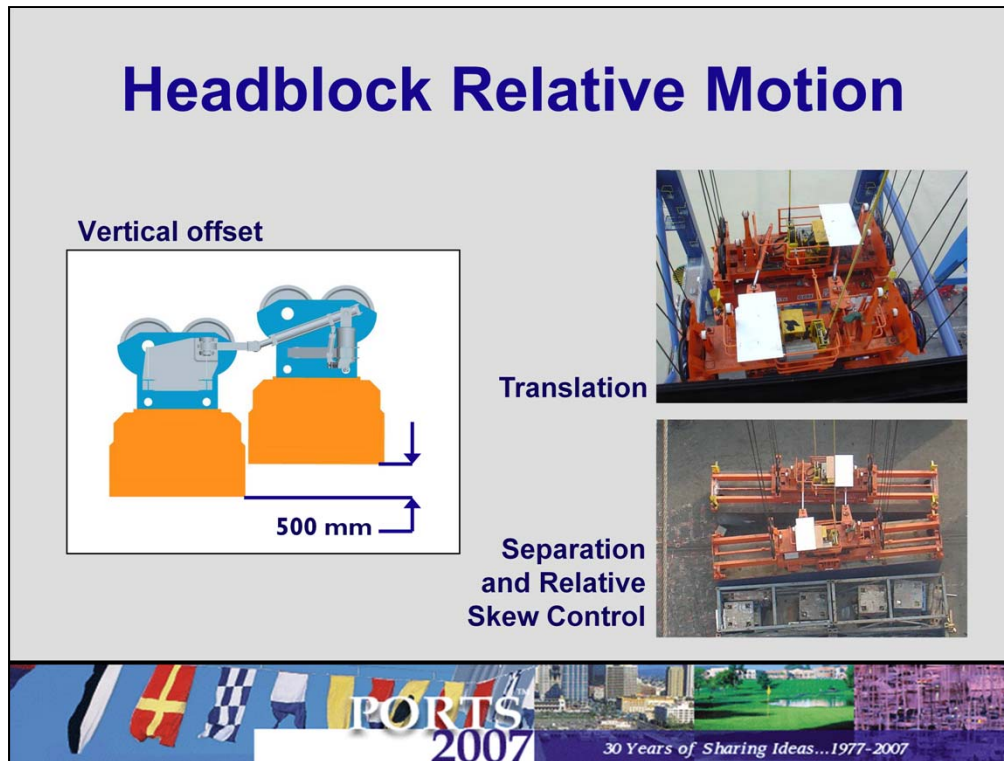 Headblock Relative Motion
Vertical offset
500 mm
Translation
Separation
and Relative
Skew Control
PORTS
2007
30 Years of Sharing Ideas...1977-2007